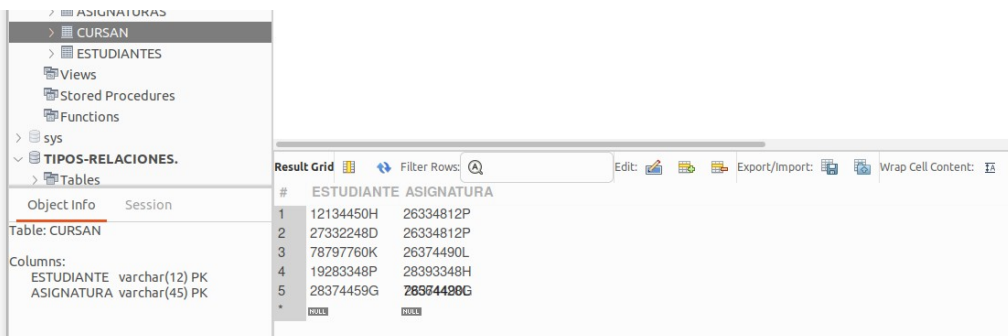 ASIGNATURAS
CURSAN
ESTUDIANTES
Views
Stored Procedures
Functions
sys
TIPOS-RELACIONES.
Tables
Object Info Session
Table: CURSAN
Columns:
ESTUDIANTE varchar(12) PK
ASIGNATURA varchar(45) PK
Result Grid Filter Rows: Edit: Export/Import: Wrap Cell Content:
# ESTUDIANTE ASIGNATURA
1 12134450H 26334812P
2 27332248D 26334812P
3 78797760K 26374490L
4 19283348P 28393348H
5 28374459G
* NULL NULL